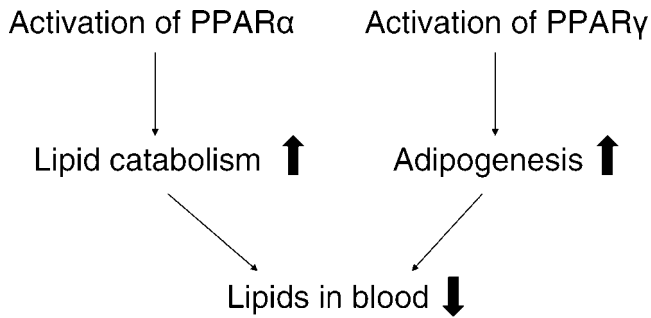 Activation of PPARα
Activation of PPARγ
Lipid catabolism
Adipogenesis
Lipids in blood